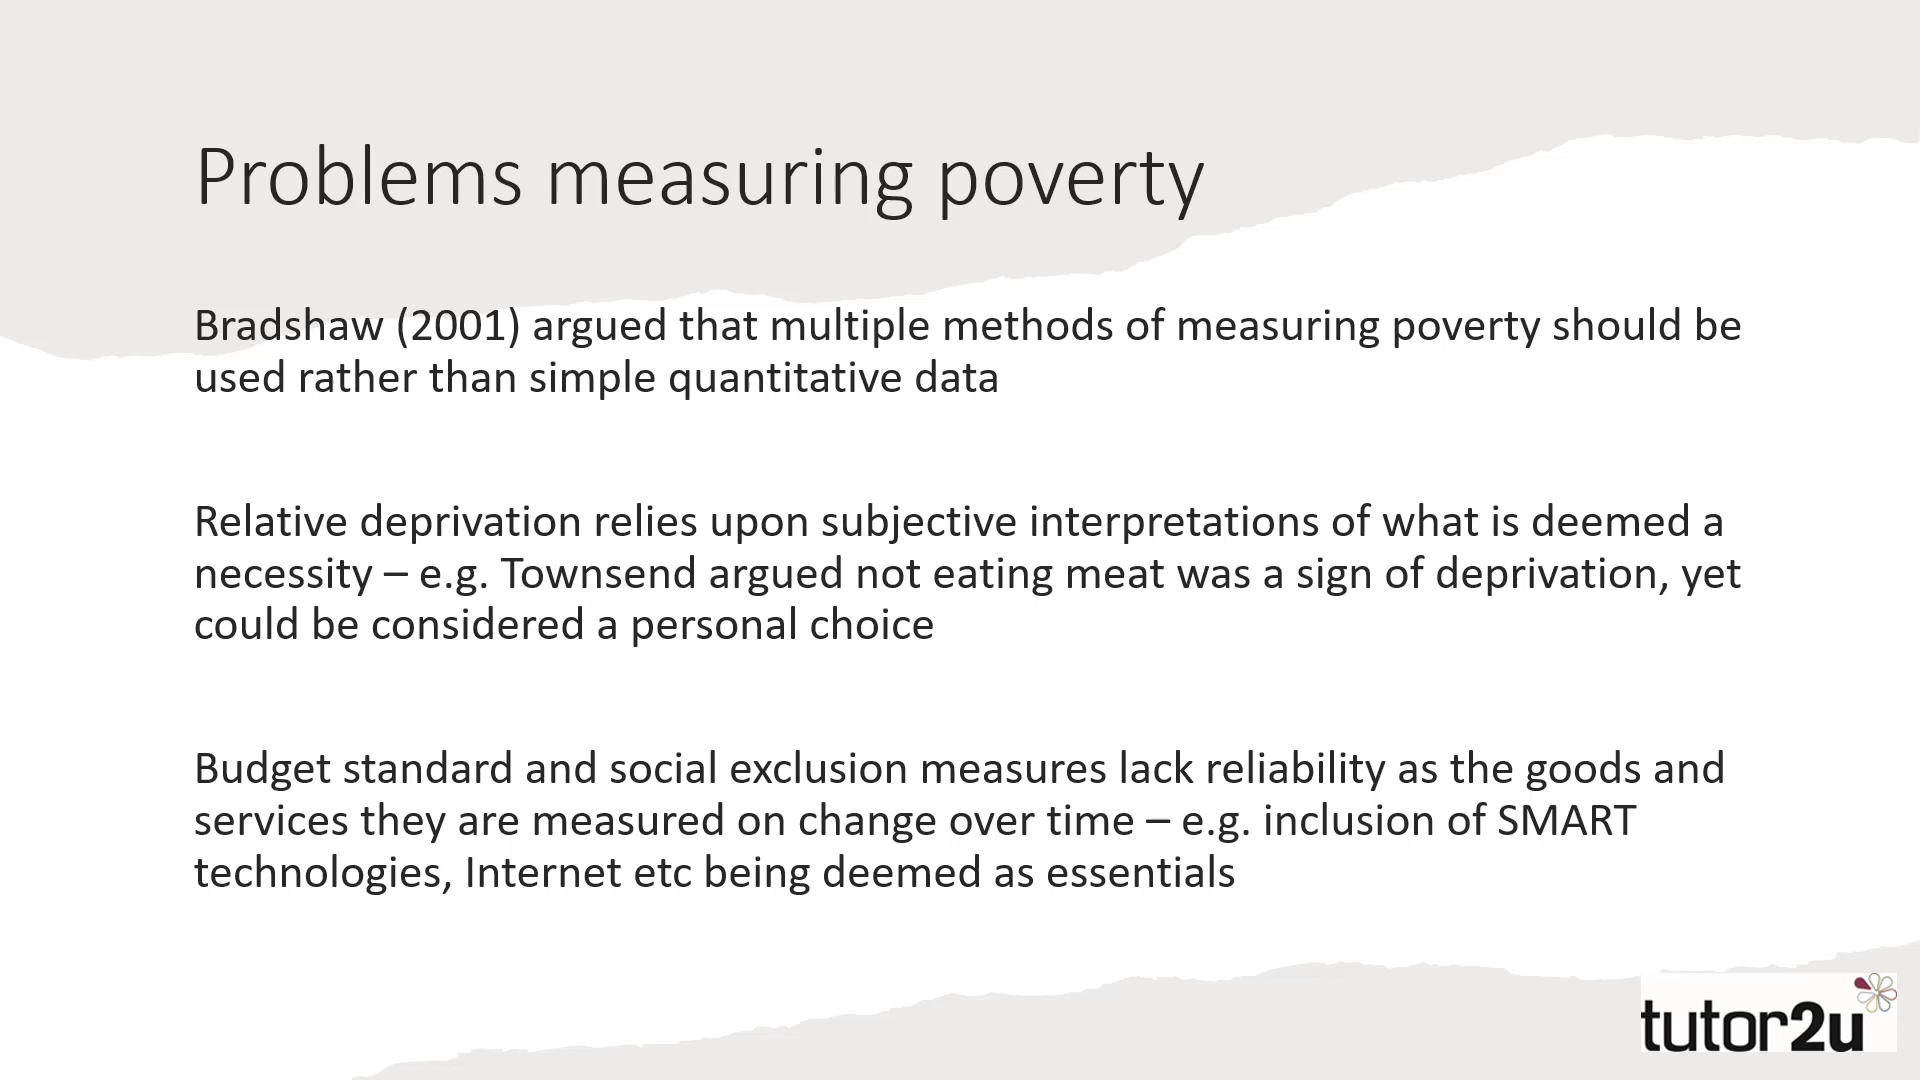 Problems measuring poverty
Bradshaw (2001) argued that multiple methods of measuring poverty should be
used rather than simple quantitative data
Relative deprivation relies upon subjective interpretations of what is deemed a
necessity – e.g. Townsend argued not eating meat was a sign of deprivation, yet
could be considered a personal choice
Budget standard and social exclusion measures lack reliability as the goods and
services they are measured on change over time – e.g. inclusion of SMART
technologies, Internet etc being deemed as essentials
tutor2u